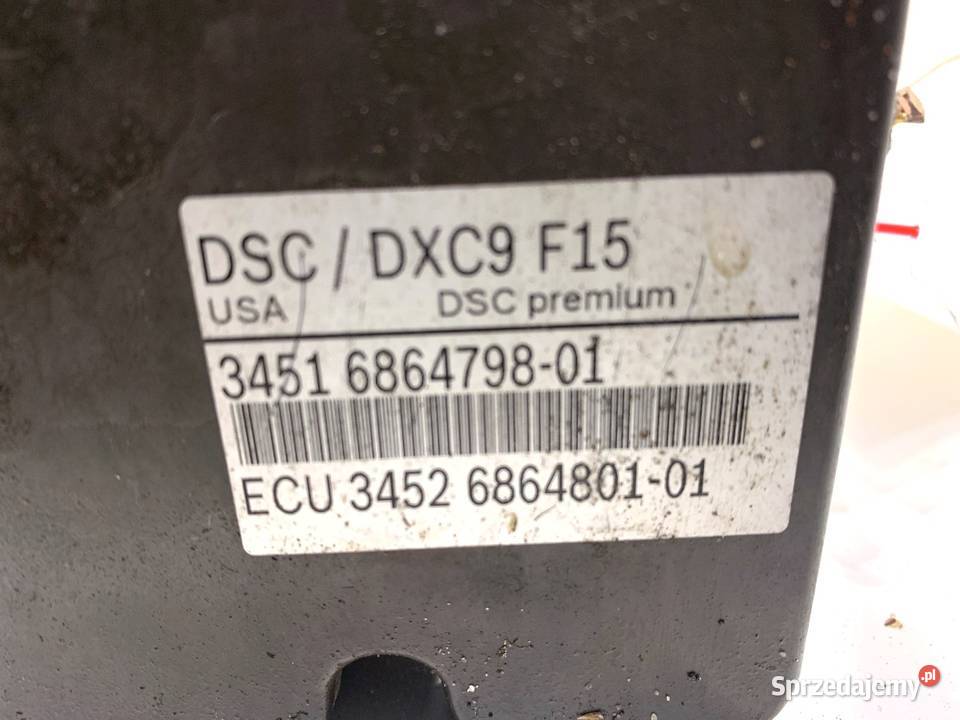 DSC / DXC9 F15
USA DSC premium
3451 6864798-01
ECU 3452 6864801-01
Sprzedajemy.pl